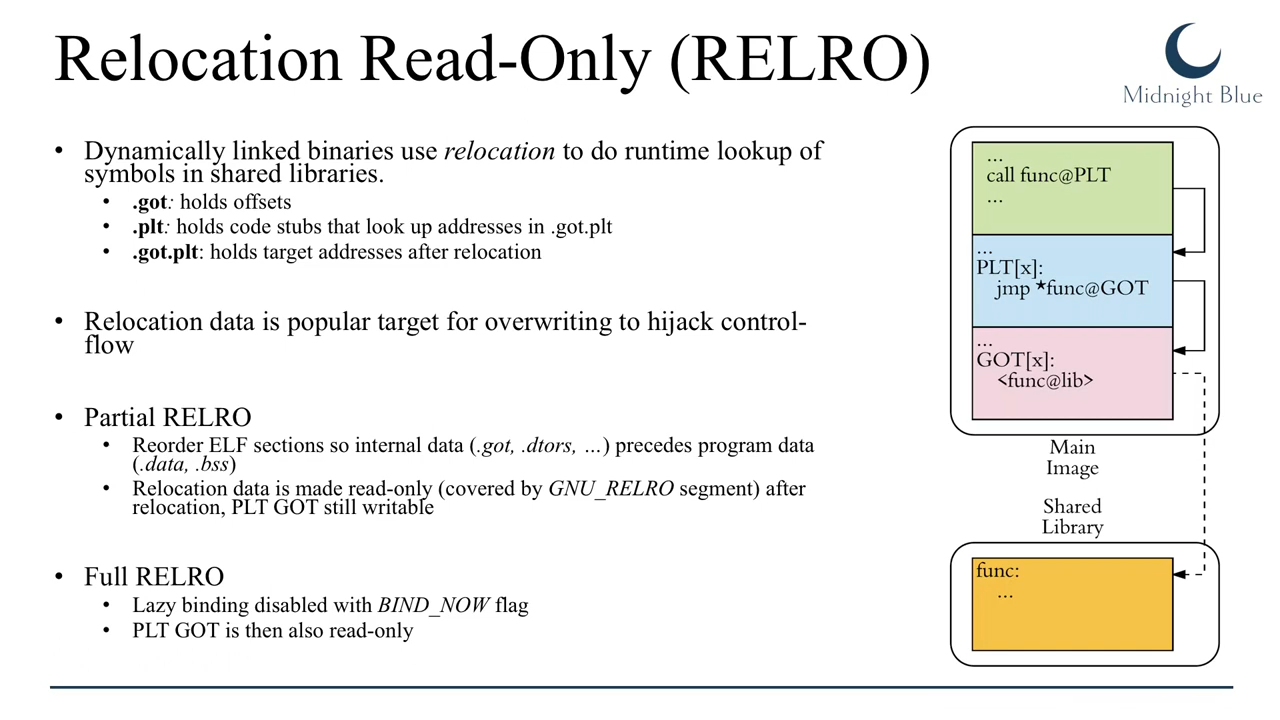 Relocation Read-Only (RELRO)
Midnight Blue
• Dynamically linked binaries use relocation to do runtime lookup of
symbols in shared libraries.
• .got: holds offsets
• .plt: holds code stubs that look up addresses in .got.plt
• .got.plt: holds target addresses after relocation
• Relocation data is popular target for overwriting to hijack control-
flow
• Partial RELRO
• Reorder ELF sections so internal data (.got, .dtors, ...) precedes program data
(.data, .bss)
• Relocation data is made read-only (covered by GNU_RELRO segment) after
relocation, PLT GOT still writable
• Full RELRO
• Lazy binding disabled with BIND_NOW flag
• PLT GOT is then also read-only
...
call func@PLT
...
...
PLT[x]:
jmp *func@GOT
...
GOT[x]:
<func@lib>
Main
Image
Shared
Library
func:
...